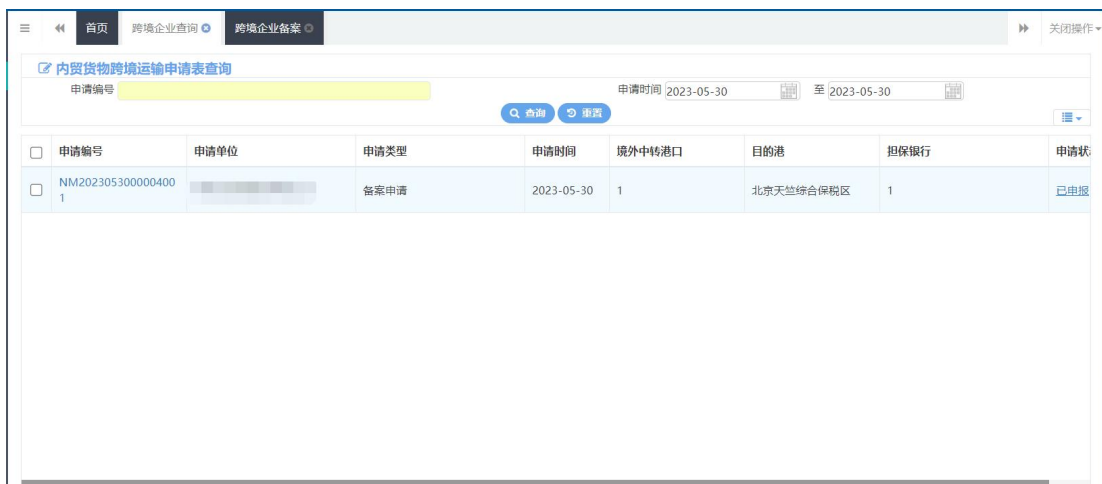 首页 跨境企业查询 跨境企业备案 关闭操作
内贸货物跨境运输申请表查询
申请编号 申请时间 2023-05-30 至 2023-05-30
查询 重置
申请编号 申请单位 申请类型 申请时间 境外中转港口 目的港 担保银行 申请状
NM202305300000400 备案申请 2023-05-30 1 北京天竺综合保税区 1 已申报
1